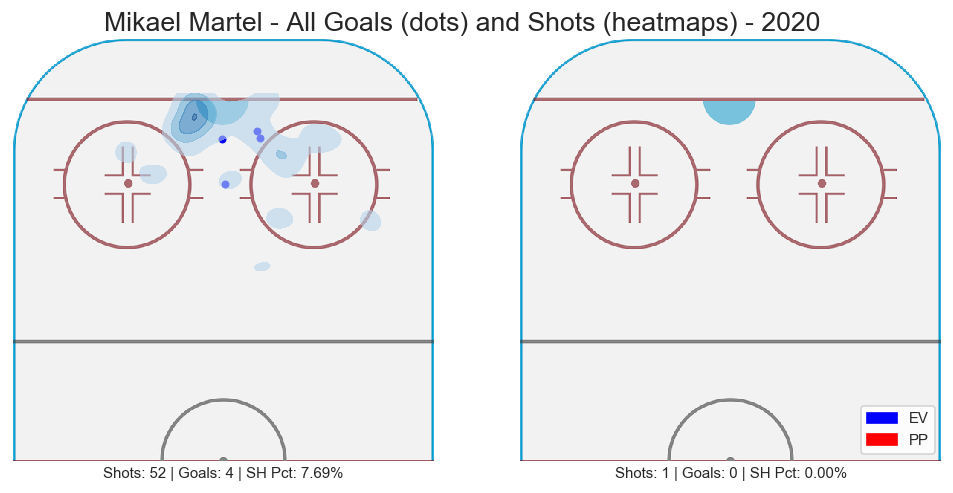 Mikael Martel - All Goals (dots) and Shots (heatmaps) - 2020
EV
PP
Shots: 52 | Goals: 4 | SH Pct: 7.69%
Shots: 1 | Goals: 0 | SH Pct: 0.00%